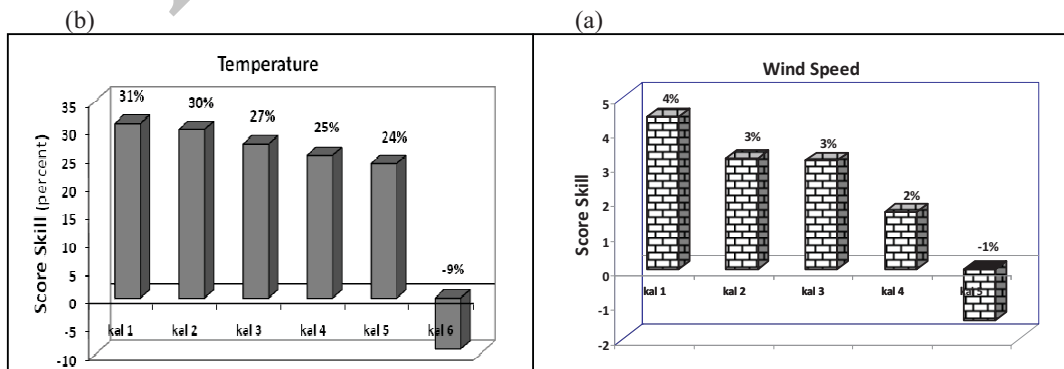 (b)
(a)
Temperature
31%
30%
27%
25%
24%
-9%
35
30
25
20
15
10
5
0
-5
-10
Score Skill (percent)
kal 1
kal 2
kal 3
kal 4
kal 5
kal 6
Wind Speed
4%
3%
3%
2%
-1%
5
4
3
2
1
0
-1
-2
Score Skill
kal 1
kal 2
kal 3
kal 4
kal 5